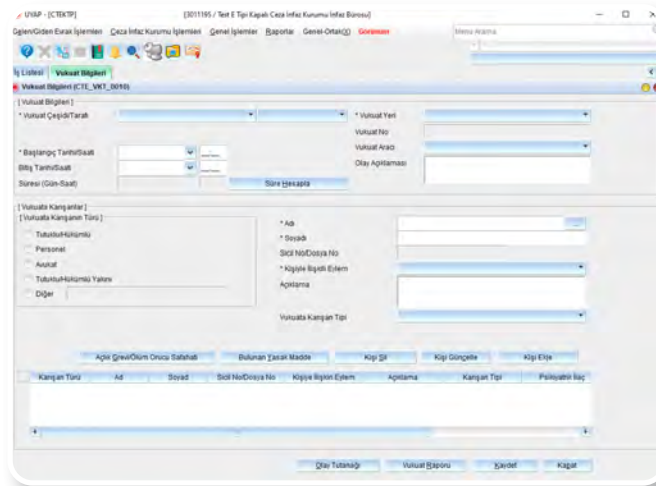 UYAP - [CTEKTP] [3011195 / Test E Tipi Kapalı Ceza İnfaz Kurumu İnfaz Bürosu]
Gelen/Giden Evrak İşlemleri Ceza İnfaz Kurumu İşlemleri Genel İşlemler Raporlar Genel-Ortak(X) Görünüm Menu Arama
İş Listesi Vukuat Bilgileri
Vukuat Bilgileri (CTE_VKT_0010)
[ Vukuat Bilgileri ]
* Vukuat Çeşidi/Tarafı * Vukuat Yeri
Vukuat No
* Başlangıç Tarihi/Saati Vukuat Aracı
Bitiş Tarihi/Saati Olay Açıklaması
Süresi (Gün-Saat) Süre Hesapla
[ Vukuata Karışanlar ]
[ Vukuata Karışanın Türü ]
* Adı ...
Tutuklu/Hükümlü * Soyadı
Personel Sicil No/Dosya No
Avukat * Kişiyle İlişkili Eylem
Tutuklu/Hükümlü Yakını Açıklama
Diğer
Vukuata Karışan Tipi
Açlık Grevi/Ölüm Orucu Safahati Bulunan Yasak Madde Kişi Sil Kişi Güncelle Kişi Ekle
Karışan Türü Ad Soyad Sicil No/Dosya No Kişiye İlişkin Eylem Açıklama Karışan Tipi Psikiyatrik İlaç
Olay Tutanağı Vukuat Raporu Kaydet Kapat